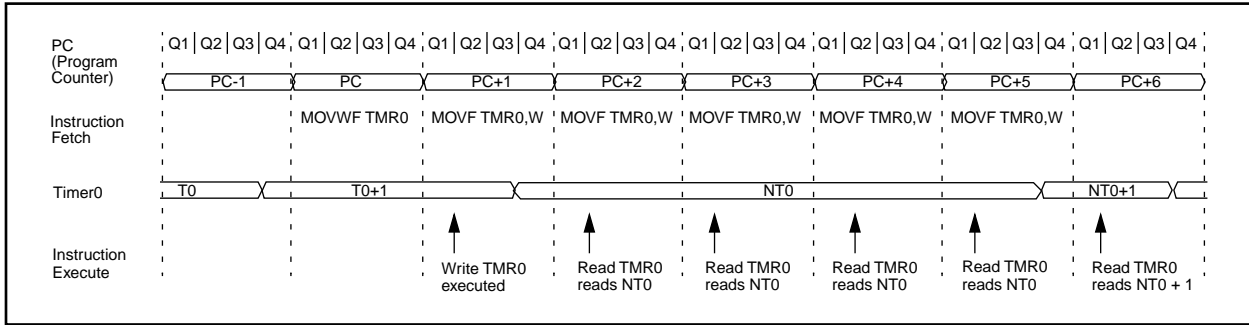 PC
(Program
Counter)
Q1 Q2 Q3 Q4 Q1 Q2 Q3 Q4 Q1 Q2 Q3 Q4 Q1 Q2 Q3 Q4 Q1 Q2 Q3 Q4 Q1 Q2 Q3 Q4 Q1 Q2 Q3 Q4 Q1 Q2 Q3 Q4
PC-1 PC PC+1 PC+2 PC+3 PC+4 PC+5 PC+6
Instruction
Fetch
MOVWF TMR0 MOVF TMR0,W MOVF TMR0,W MOVF TMR0,W MOVF TMR0,W MOVF TMR0,W
Timer0
T0 T0+1 NT0 NT0+1
Instruction
Execute
Write TMR0
executed
Read TMR0
reads NT0
Read TMR0
reads NT0
Read TMR0
reads NT0
Read TMR0
reads NT0
Read TMR0
reads NT0 + 1